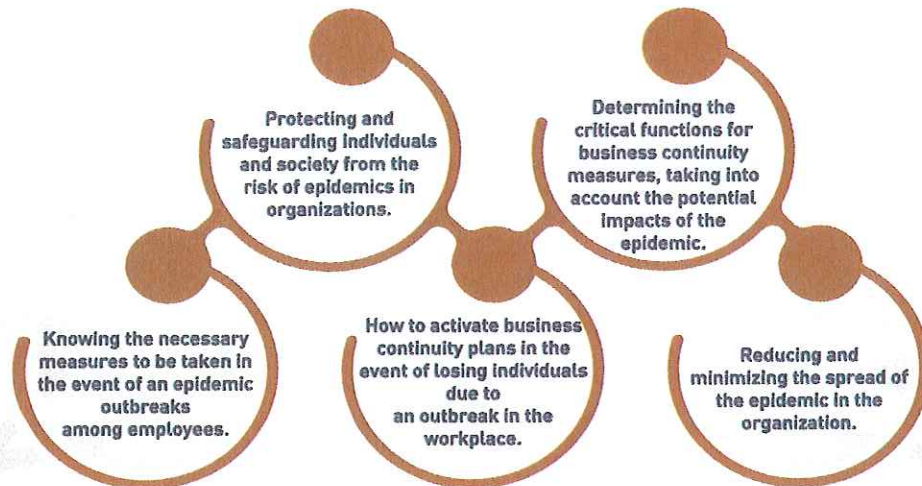 Protecting and
safeguarding individuals
and society from the
risk of epidemics in
organizations.
Determining the
critical functions for
business continuity
measures, taking into
account the potential
impacts of the
epidemic.
Knowing the necessary
measures to be taken in
the event of an epidemic
outbreaks
among employees.
How to activate business
continuity plans in the
event of losing individuals
due to
an outbreak in the
workplace.
Reducing and
minimizing the spread of
the epidemic in the
organization.